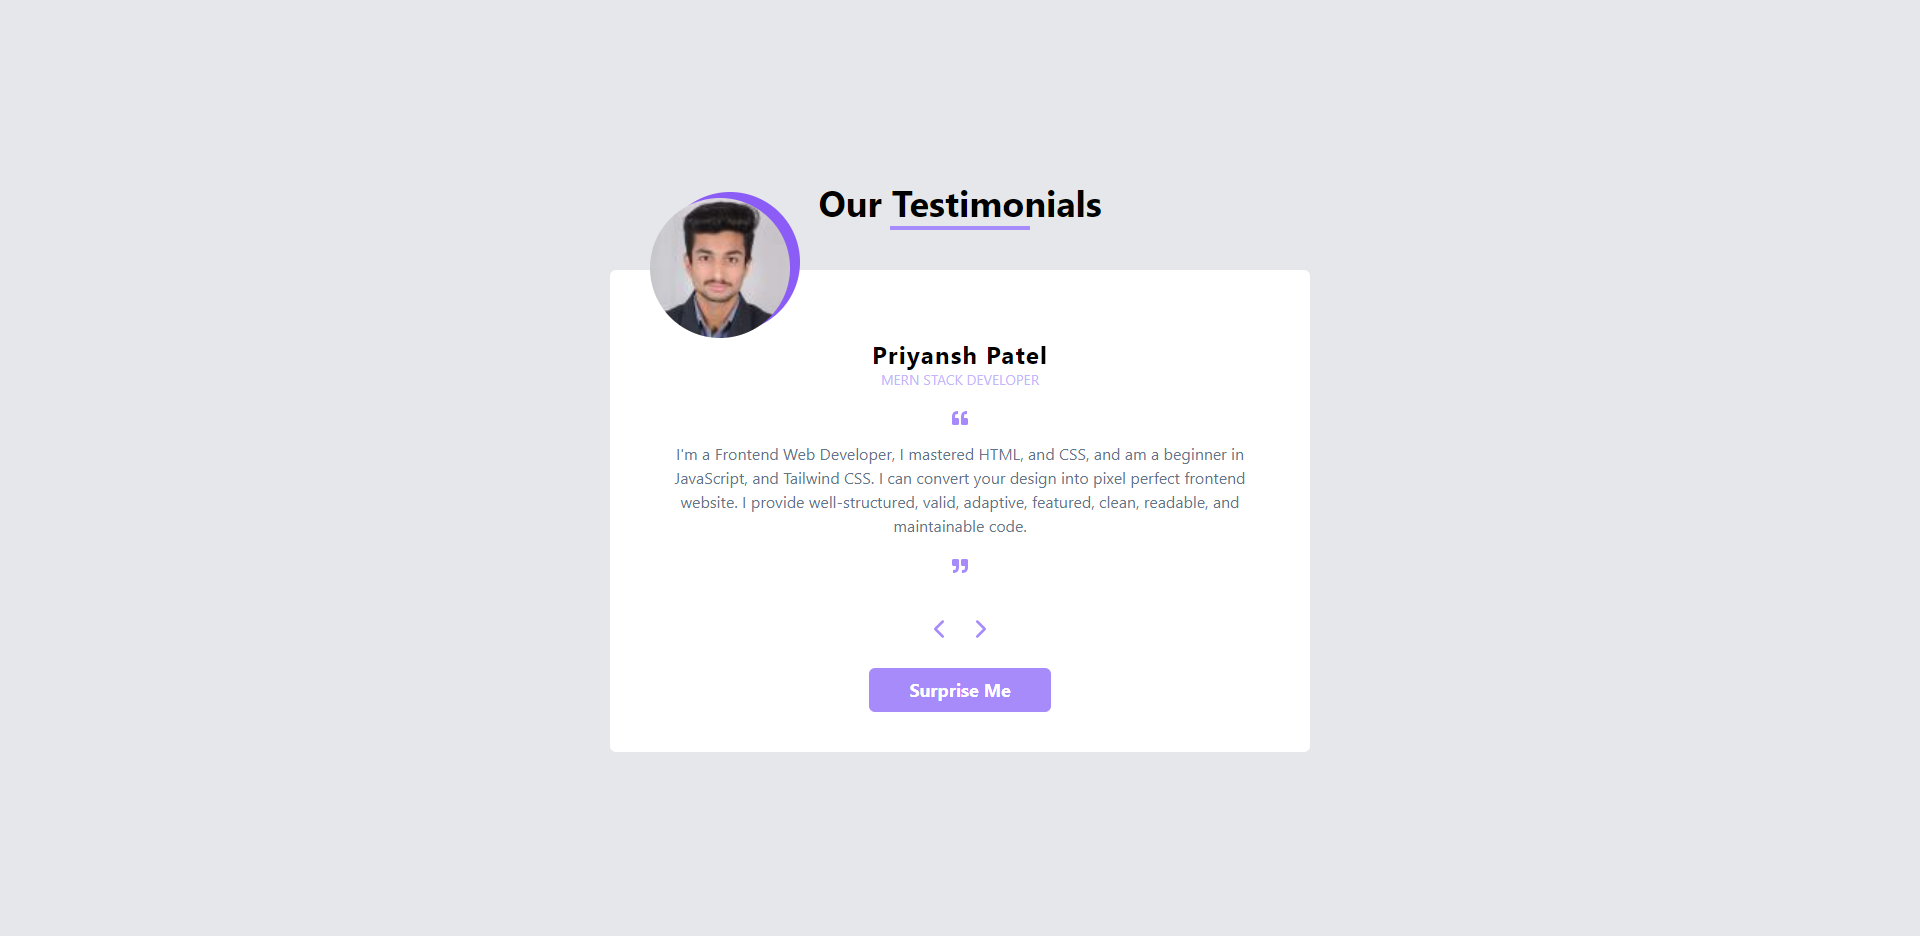 Our Testimonials
Priyansh Patel
MERN STACK DEVELOPER
“
I'm a Frontend Web Developer, I mastered HTML, and CSS, and am a beginner in
JavaScript, and Tailwind CSS. I can convert your design into pixel perfect frontend
website. I provide well-structured, valid, adaptive, featured, clean, readable, and
maintainable code.
”
Surprise Me